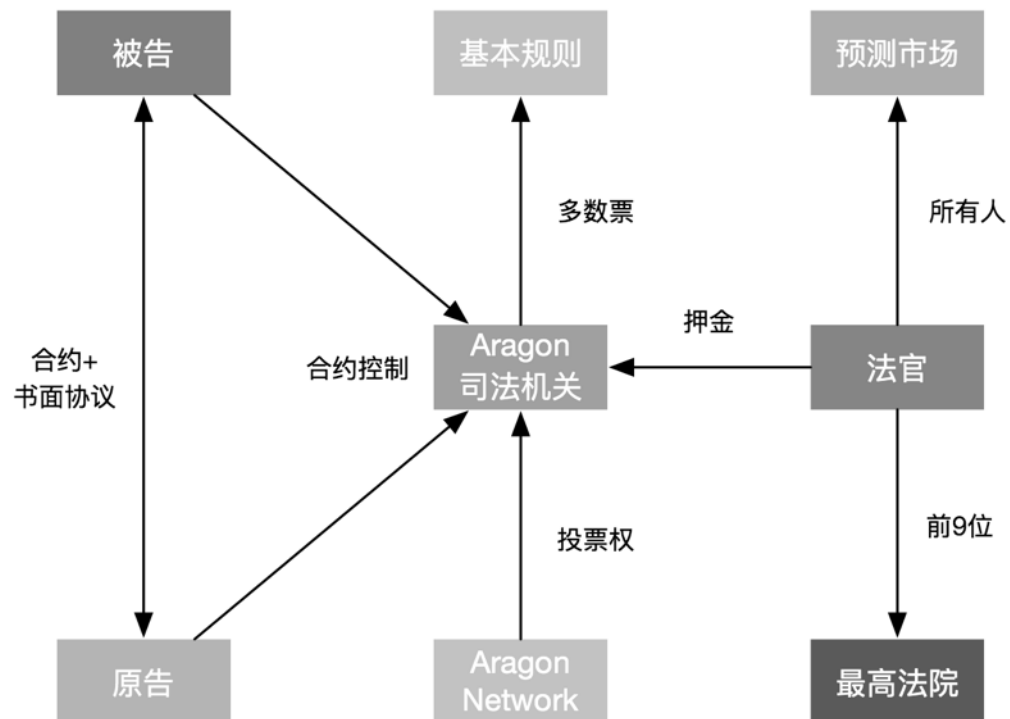 被告
基本规则
预测市场
多数票
所有人
押金
合约+
书面协议
合约控制
Aragon
司法机关
法官
投票权
前9位
原告
Aragon
Network
最高法院